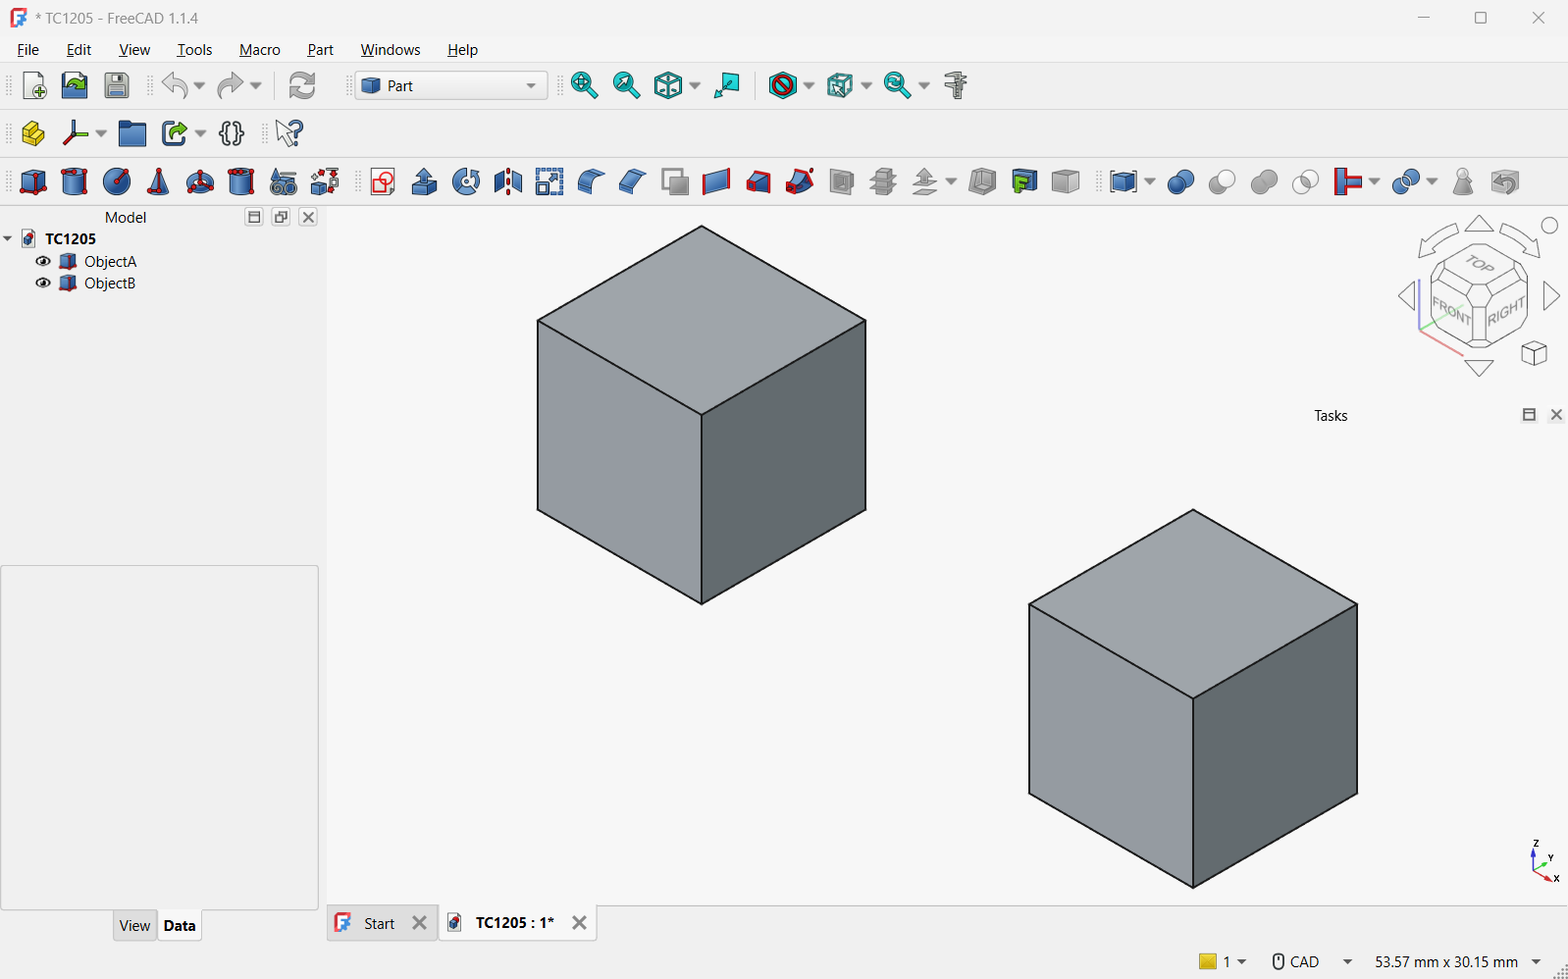 * TC1205 - FreeCAD 1.1.4
File Edit View Tools Macro Part Windows Help
Part
Model
TC1205
ObjectA
ObjectB
TOP
FRONT
RIGHT
Tasks
Z
Y
X
View Data
Start
TC1205 : 1*
1
CAD
53.57 mm x 30.15 mm